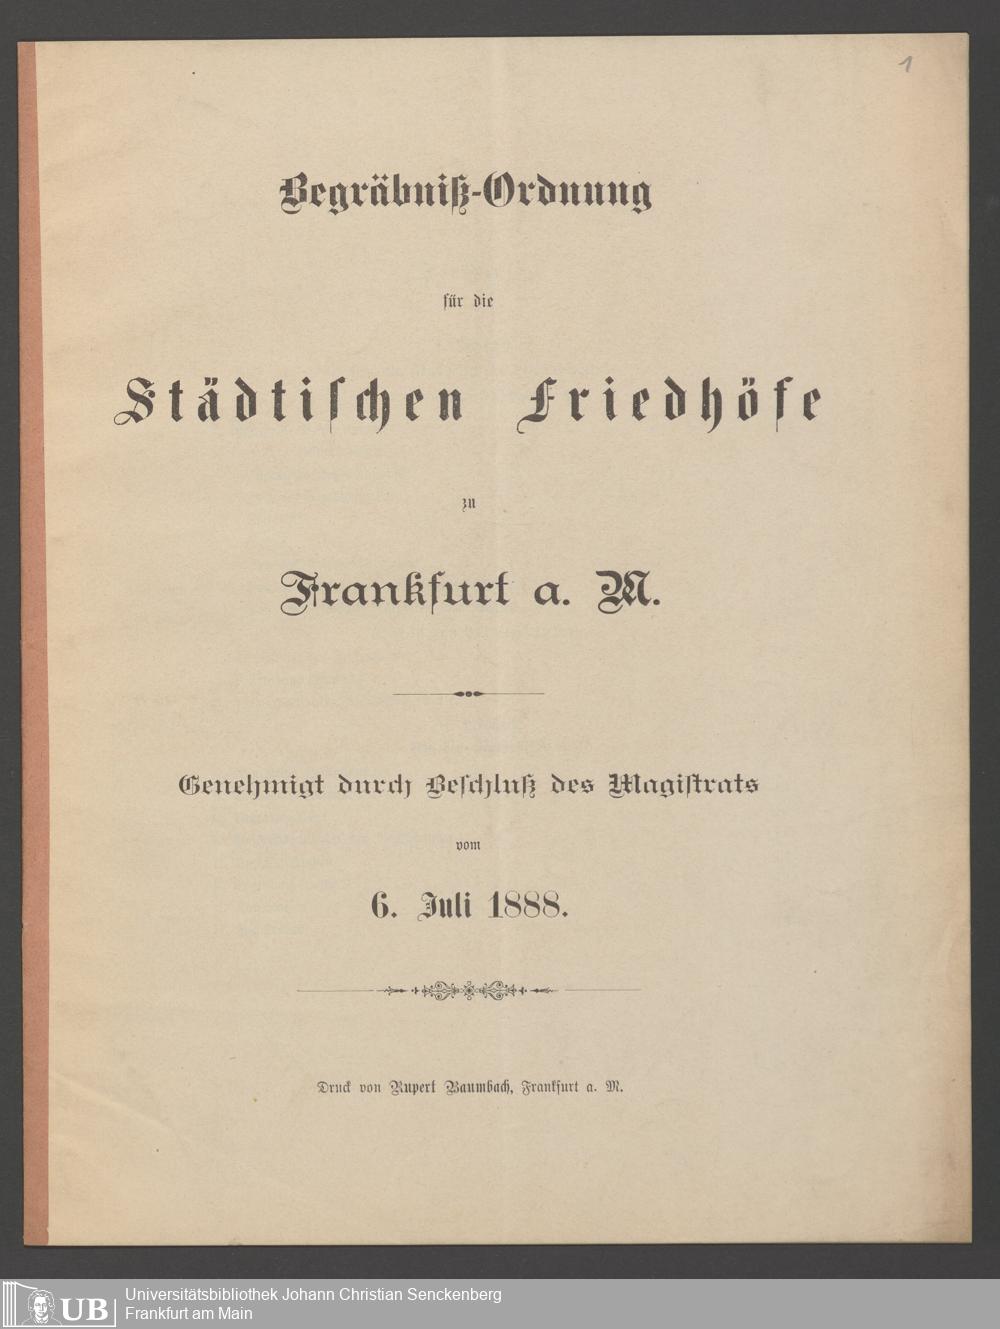 1
Begräbniß-Ordnung
für die
Städtischen Friedhöfe
zu
Frankfurt a. M.
Genehmigt durch Beschluß des Magistrats
vom
6. Juli 1888.
Druck von Rupert Baumbach, Frankfurt a. M.
UB
Universitätsbibliothek Johann Christian Senckenberg
Frankfurt am Main